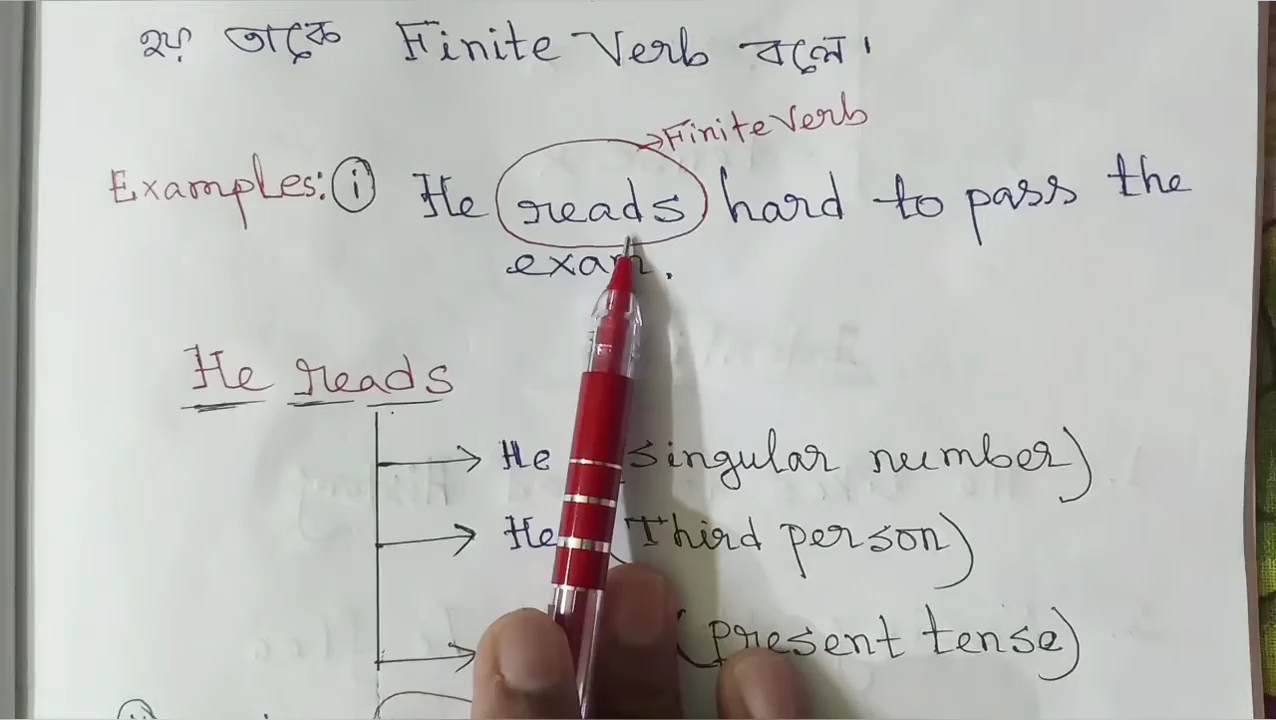 হয় তাকে Finite Verb বলে।
→Finite Verb
Examples: i He reads hard to pass the
exam.
He reads
→ He (singular number)
→ He (Third person)
→ (present tense)